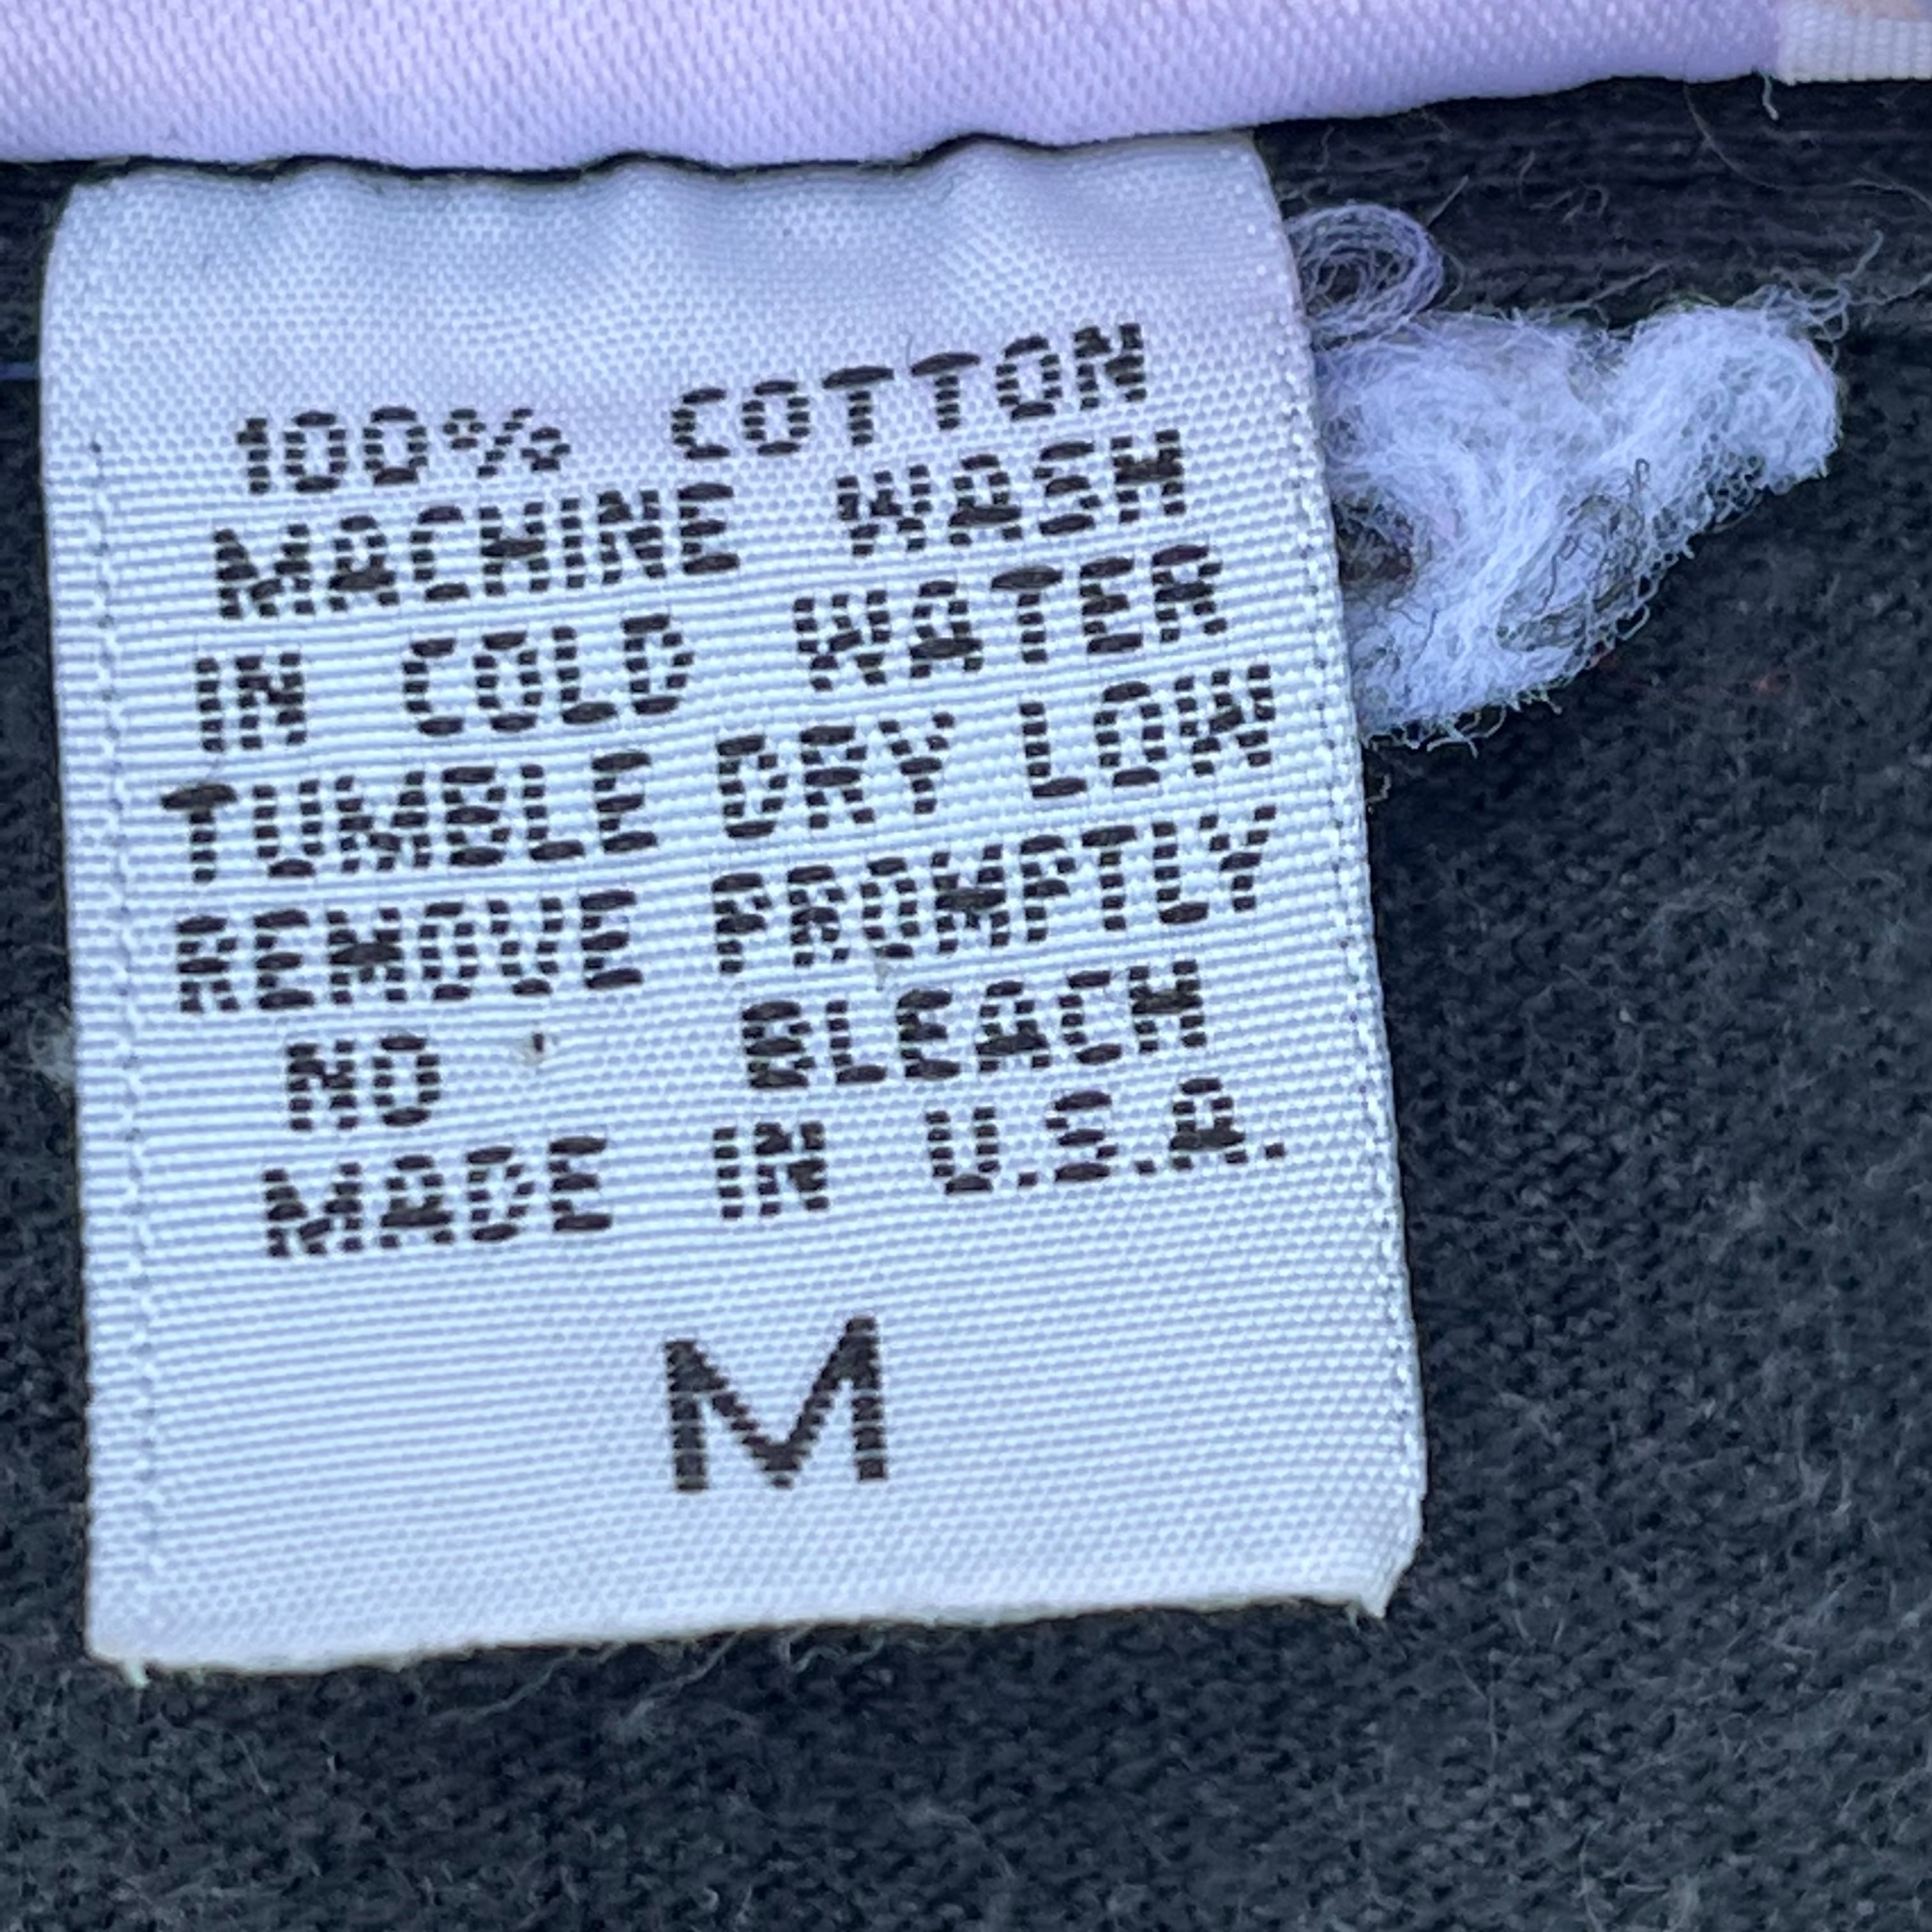 100% COTTON
MACHINE WASH
IN COLD WATER
TUMBLE DRY LOW
REMOVE PROMPTLY
NO BLEACH
MADE IN U.S.A.
M